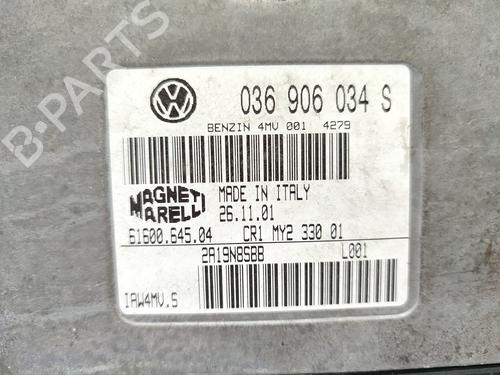 036 906 034 S
BENZIN 4MV 001 4279
MAGNETI MARELLI
MADE IN ITALY
26.11.01
61600.645.04 CR1 MY2 330 01
2A19N8SBB L001
IAW4MV.S
B-PARTS